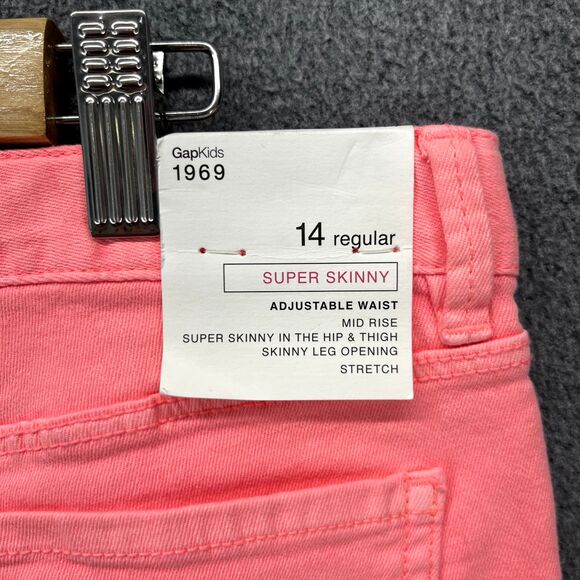 GapKids
1969
14 regular
SUPER SKINNY
ADJUSTABLE WAIST
MID RISE
SUPER SKINNY IN THE HIP & THIGH
SKINNY LEG OPENING
STRETCH